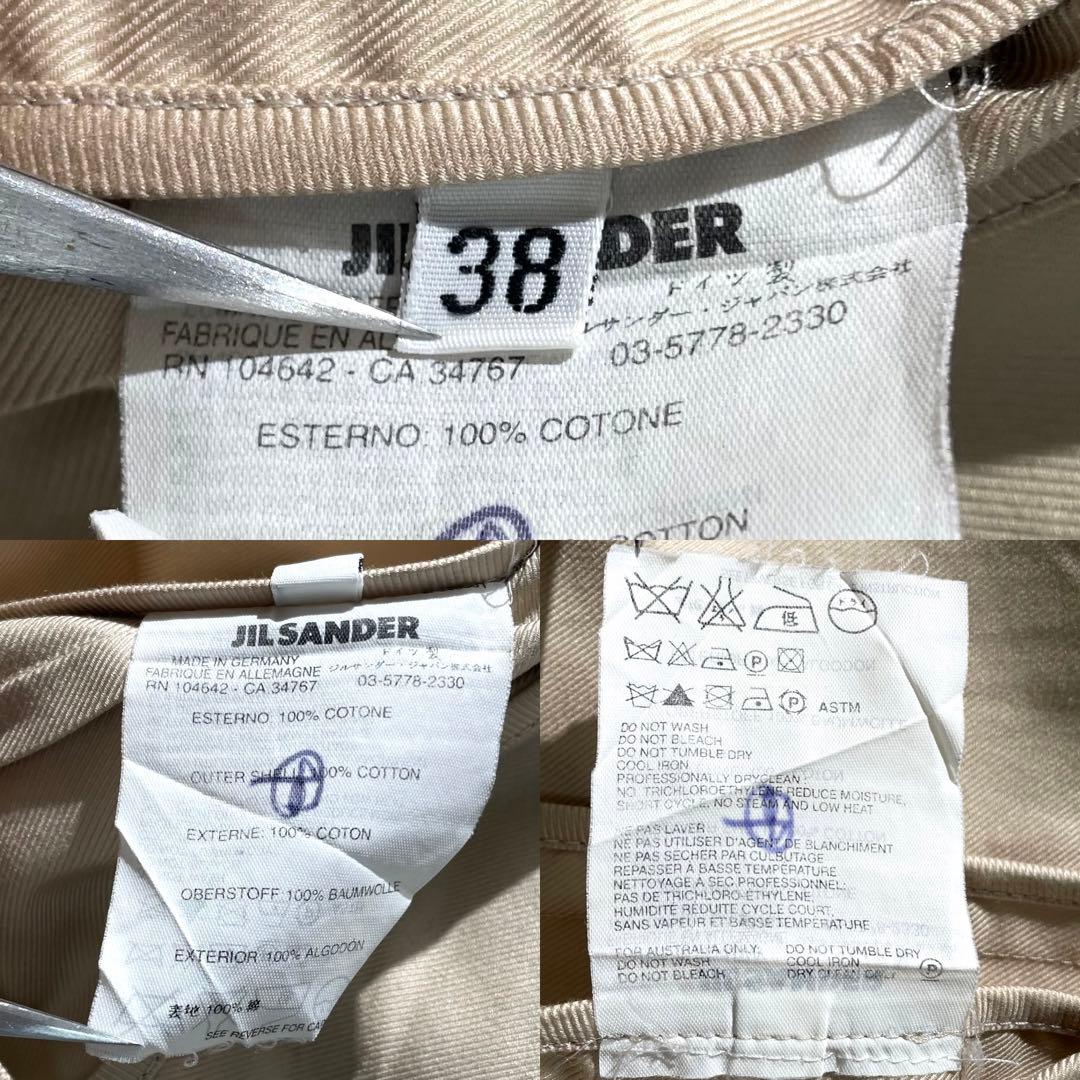 38
DER
ドイツ製
ルサンダー・ジャパン株式会社
FABRIQUE EN AL
03-5778-2330
RN 104642 - CA 34767
ESTERNO: 100% COTONE
COTTON
JIL SANDER
MADE IN GERMANY
ドイツ製
FABRIQUE EN ALLEMAGNE
ジルサンダー・ジャパン株式会社
RN 104642 - CA 34767
03-5778-2330
ESTERNO: 100% COTONE
OUTER SHELL 100% COTTON
EXTERNE: 100% COTON
OBERSTOFF 100% BAUMWOLLE
EXTERIOR 100% ALGODÓN
表地 100% 綿
SEE REVERSE FOR CA
低
ドライ
P
P ASTM
DO NOT WASH
DO NOT BLEACH
DO NOT TUMBLE DRY
COOL IRON
PROFESSIONALLY DRYCLEAN
NO TRICHLOROETHYLENE REDUCE MOISTURE,
SHORT CYCLE, NO STEAM AND LOW HEAT
NE PAS LAVER
NE PAS UTILISER D'AGENT DE BLANCHIMENT
NE PAS SECHER PAR CULBUTAGE
REPASSER A BASSE TEMPERATURE
NETTOYAGE A SEC PROFESSIONNEL:
PAS DE TRICHLORO-ETHYLENE,
HUMIDITE REDUITE CYCLE COURT,
SANS VAPEUR ET BASSE TEMPERATURE
FOR AUSTRALIA ONLY: DO NOT TUMBLE DRY
DO NOT WASH COOL IRON
DO NOT BLEACH DRY CLEAN ONLY P